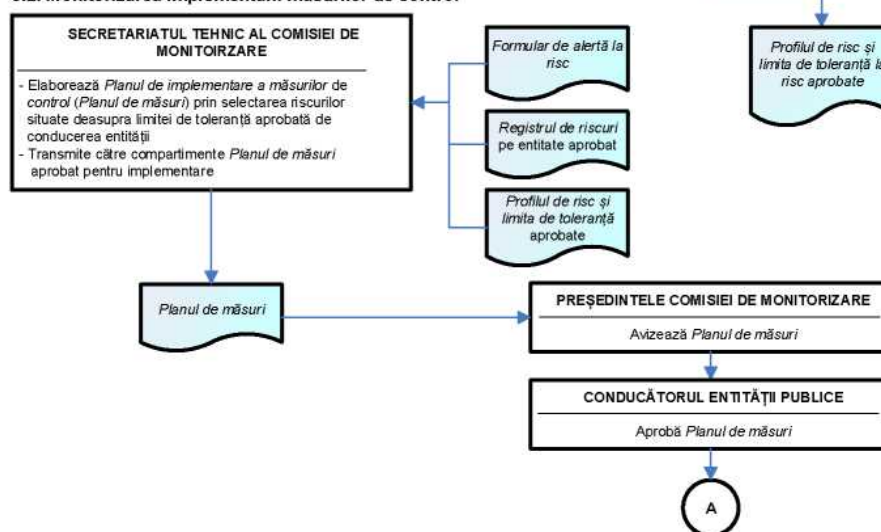 SECRETARIATUL TEHNIC AL COMISIEI DE
MONITOIRZARE
- Elaborează Planul de implementare a măsurilor de
control (Planul de măsuri) prin selectarea riscurilor
situate deasupra limitei de toleranță aprobată de
conducerea entității
- Transmite către compartimente Planul de măsuri
aprobat pentru implementare
Formular de alertă la
risc
Registrul de riscuri
pe entitate aprobat
Profilul de risc și
limita de toleranță
aprobate
Profilul de risc și
limita de toleranță la
risc aprobate
Planul de măsuri
PREȘEDINTELE COMISIEI DE MONITORIZARE
Avizează Planul de măsuri
CONDUCĂTORUL ENTITĂȚII PUBLICE
Aprobă Planul de măsuri
A